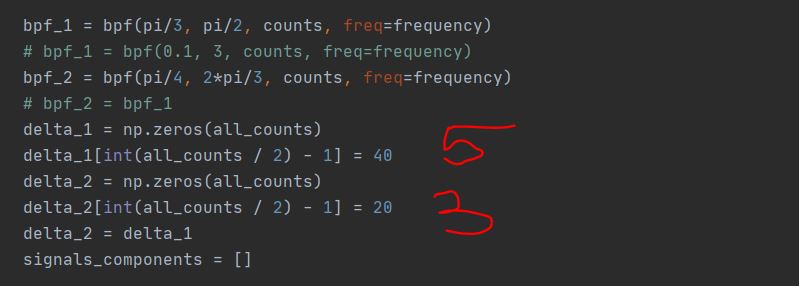 bpf_1 = bpf(pi/3, pi/2, counts, freq=frequency)
# bpf_1 = bpf(0.1, 3, counts, freq=frequency)
bpf_2 = bpf(pi/4, 2*pi/3, counts, freq=frequency)
# bpf_2 = bpf_1
delta_1 = np.zeros(all_counts)
delta_1[int(all_counts / 2) - 1] = 40 5
delta_2 = np.zeros(all_counts)
delta_2[int(all_counts / 2) - 1] = 20 3
delta_2 = delta_1
signals_components = []